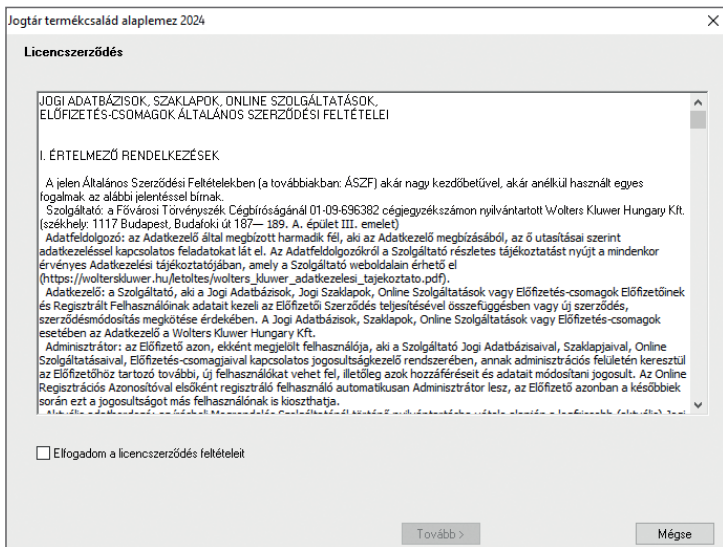 Jogtár termékcsalád alaplemez 2024
Licencszerződés
JOGI ADATBÁZISOK, SZAKLAPOK, ONLINE SZOLGÁLTATÁSOK,
ELŐFIZETÉS-CSOMAGOK ÁLTALÁNOS SZERZŐDÉSI FELTÉTELEI
I. ÉRTELMEZŐ RENDELKEZÉSEK
A jelen Általános Szerződési Feltételekben (a továbbiakban: ÁSZF) akár nagy kezdőbetűvel, akár anélkül használt egyes
fogalmak az alábbi jelentéssel bírnak.
Szolgáltató: a Fővárosi Törvényszék Cégbíróságánál 01-09-696382 cégjegyzékszámon nyilvántartott Wolters Kluwer Hungary Kft.
(székhely: 1117 Budapest, Budafoki út 187— 189. A. épület III. emelet)
Adatfeldolgozó: az Adatkezelő által megbízott harmadik fél, aki az Adatkezelő megbízásából, az ő utasításai szerint
adatkezeléssel kapcsolatos feladatokat lát el. Az Adatfeldolgozókról a Szolgáltató részletes tájékoztatást nyújt a mindenkor
érvényes Adatkezelési tájékoztatójában, amely a Szolgáltató weboldalain érhető el
(https://wolterskluwer.hu/letoltes/wolters_kluwer_adatkezelesi_tajekoztato.pdf).
Adatkezelő: a Szolgáltató, aki a Jogi Adatbázisok, Jogi Szaklapok, Online Szolgáltatások vagy Előfizetés-csomagok Előfizetőinek
és Regisztrált Felhasználóinak adatait kezeli az Előfizetői Szerződés teljesítésével összefüggésben vagy új szerződés,
szerződésmódosítás megkötése érdekében. A Jogi Adatbázisok, Szaklapok, Online Szolgáltatások vagy Előfizetés-csomagok
esetében az Adatkezelő a Wolters Kluwer Hungary Kft.
Adminisztrátor: az Előfizető azon, ekként megjelölt felhasználója, aki a Szolgáltató Jogi Adatbázisaival, Szaklapjaival, Online
Szolgáltatásaival, Előfizetés-csomagjaival kapcsolatos jogosultságkezelő rendszerében, annak adminisztrációs felületén keresztül
az Előfizetőhöz tartozó további, új felhasználókat vehet fel, illetőleg azok hozzáféréseit és adatait módosítani jogosult. Az Online
Regisztrációs Azonosítóval elsőként regisztráló felhasználó automatikusan Adminisztrátor lesz, az Előfizető azonban a későbbiek
során ezt a jogosultságot más felhasználónak is kioszthatja.
Elfogadom a licencszerződés feltételeit
Tovább >
Mégse